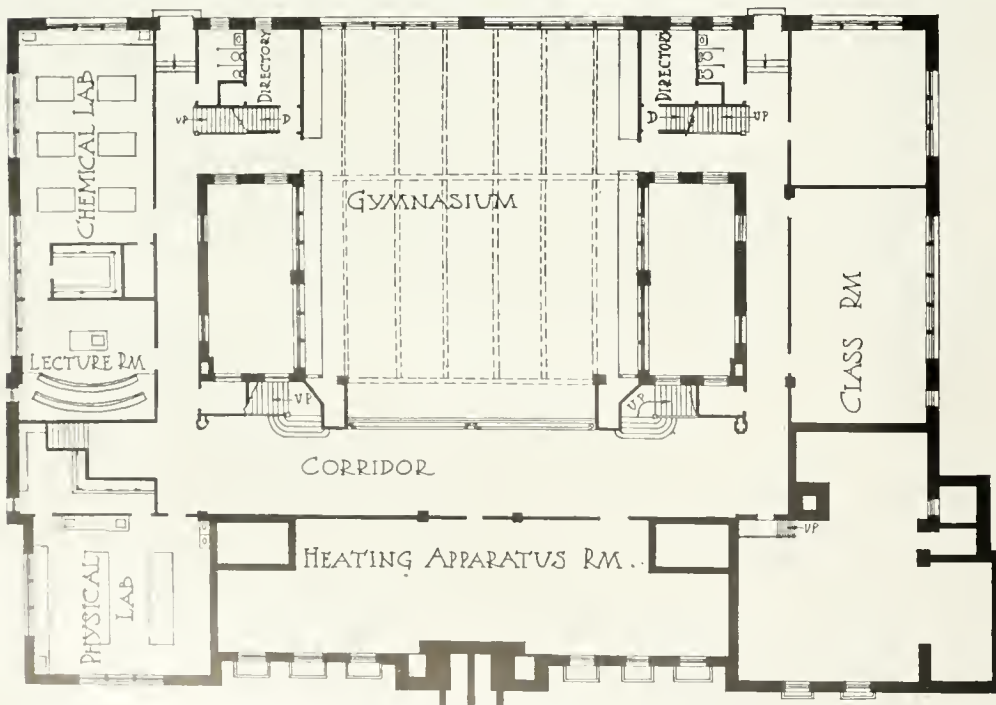 DIRECTORY
DIRECTORY
UP
D
D
UP
CHEMICAL LAB
GYMNASIUM
CLASS RM
LECTURE RM
UP
UP
CORRIDOR
UP
HEATING APPARATUS RM.
PHYSICAL
LAB